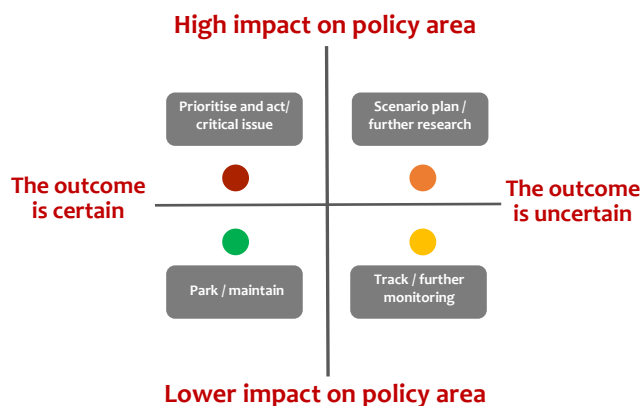 High impact on policy area
Prioritise and act/
critical issue
Scenario plan /
further research
The outcome
is certain
The outcome
is uncertain
Park / maintain
Track / further
monitoring
Lower impact on policy area